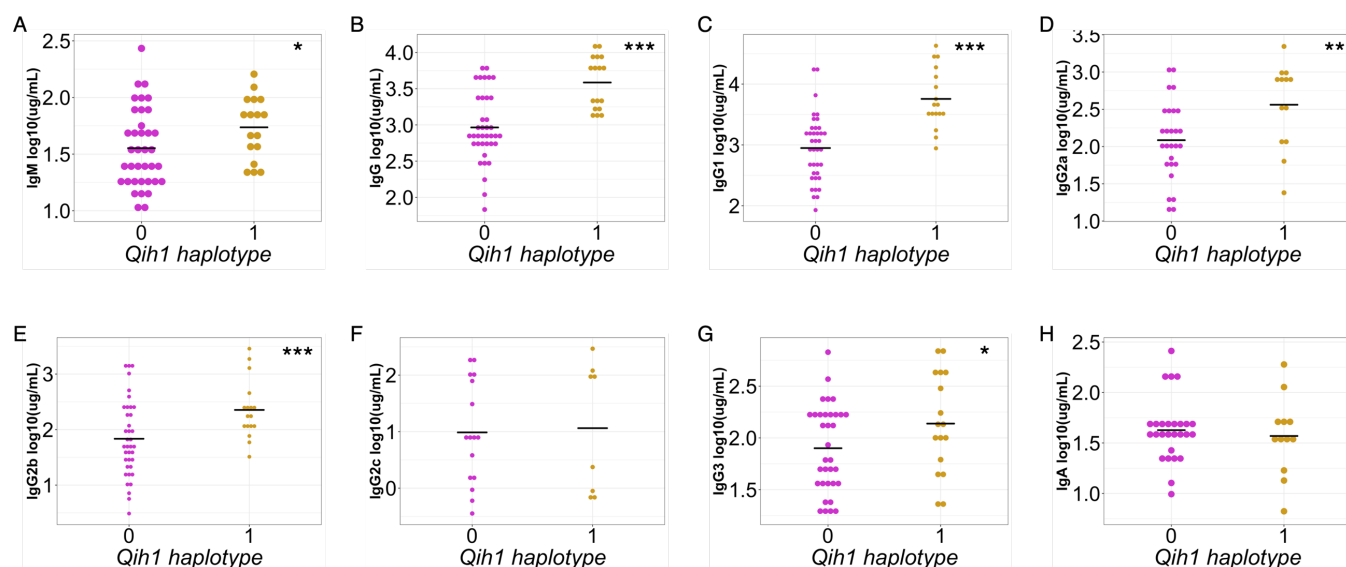 A
IgM log10(ug/mL)
2.5
2.0
1.5
1.0
*
0 1
Qih1 haplotype
B
IgG log10(ug/mL)
4.0
3.5
3.0
2.5
2.0
***
0 1
Qih1 haplotype
C
IgG1 log10(ug/mL)
4
3
2
***
0 1
Qih1 haplotype
D
IgG2a log10(ug/mL)
3.5
3.0
2.5
2.0
1.5
1.0
**
0 1
Qih1 haplotype
E
IgG2b log10(ug/mL)
3
2
1
***
0 1
Qih1 haplotype
F
IgG2c log10(ug/mL)
2
1
0
0 1
Qih1 haplotype
G
IgG3 log10(ug/mL)
2.5
2.0
1.5
*
0 1
Qih1 haplotype
H
IgA log10(ug/mL)
2.5
2.0
1.5
1.0
0 1
Qih1 haplotype